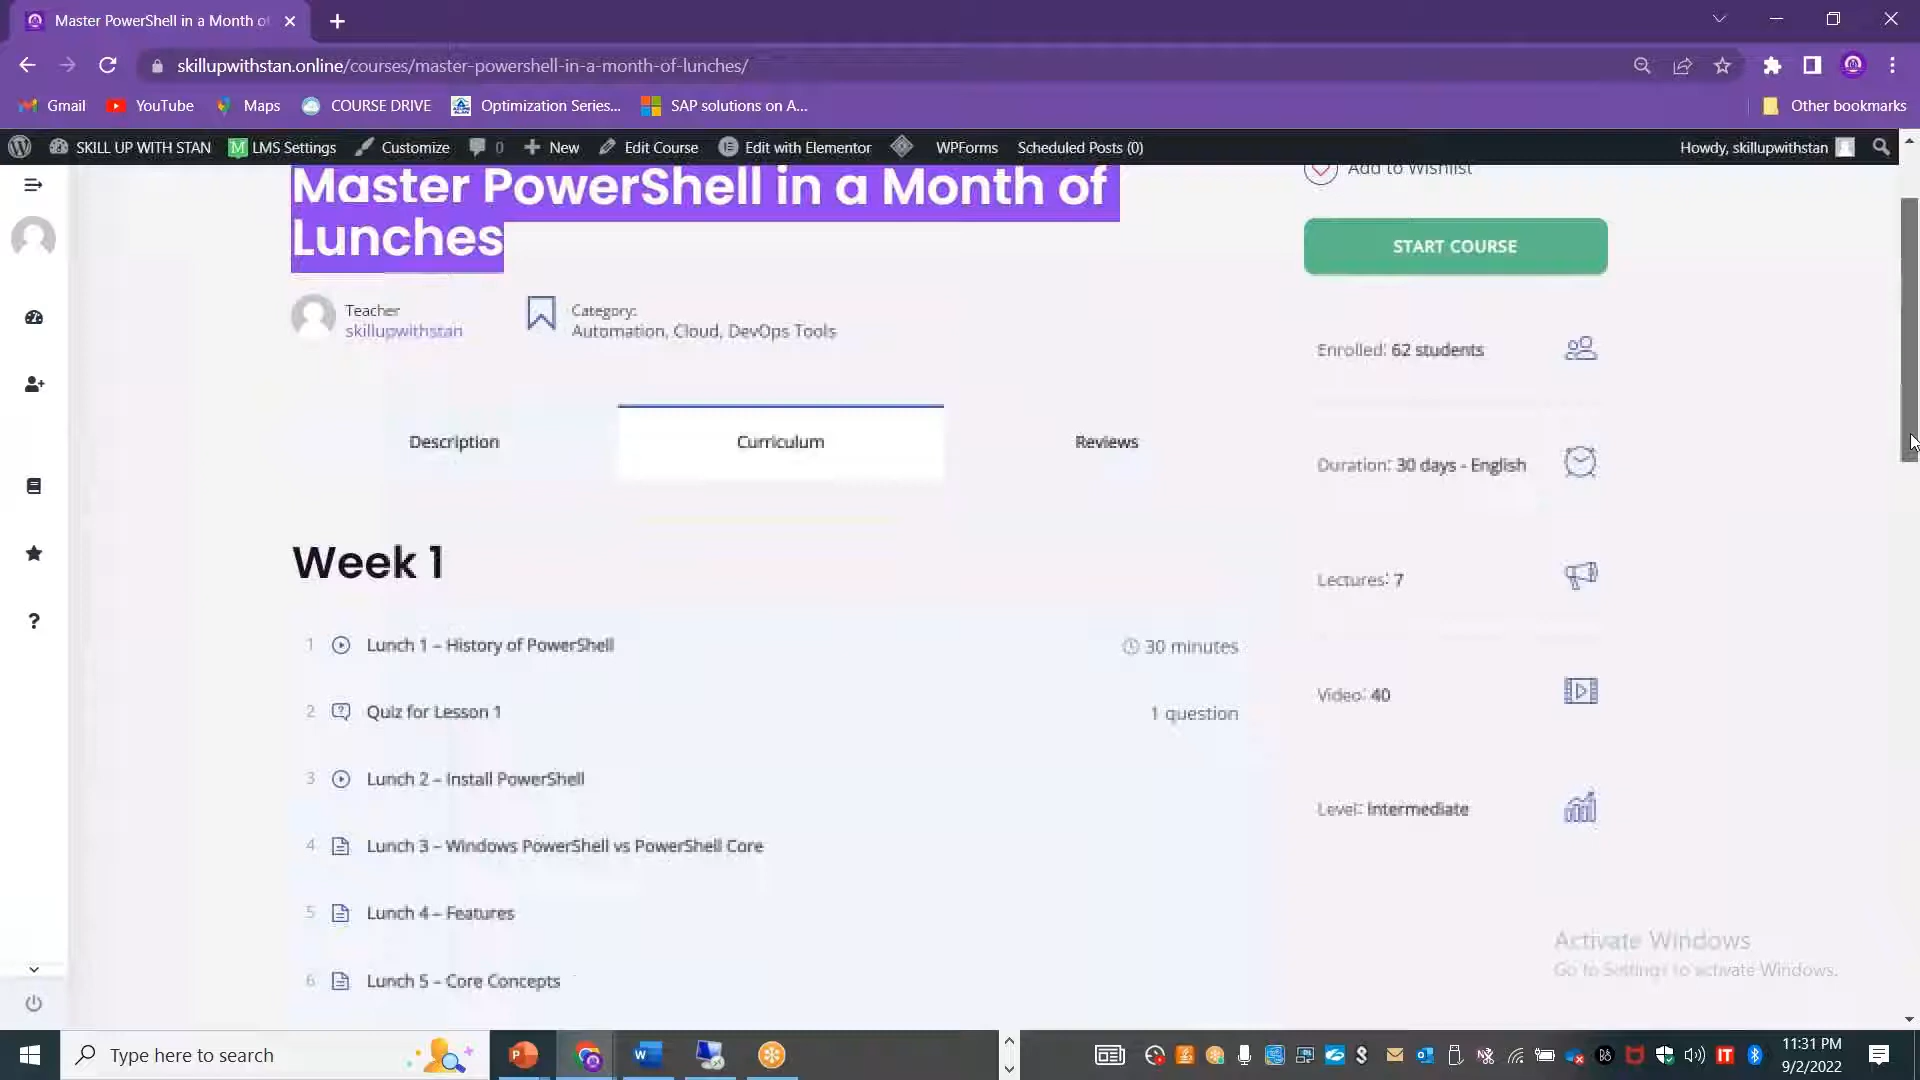 Master PowerShell in a Month o
skillupwithstan.online/courses/master-powershell-in-a-month-of-lunches/
Gmail YouTube Maps COURSE DRIVE Optimization Series... SAP solutions on A... Other bookmarks
SKILL UP WITH STAN LMS Settings Customize 0 New Edit Course Edit with Elementor WPForms Scheduled Posts (0) Howdy, skillupwithstan
Add to Wishlist
Master PowerShell in a Month of
Lunches
START COURSE
Teacher
skillupwithstan
Category:
Automation, Cloud, DevOps Tools
Enrolled: 62 students
Description Curriculum Reviews
Duration: 30 days - English
Week 1
Lectures: 7
1 Lunch 1 – History of PowerShell 30 minutes
Video: 40
2 Quiz for Lesson 1 1 question
3 Lunch 2 – Install PowerShell
Level: Intermediate
4 Lunch 3 – Windows PowerShell vs PowerShell Core
5 Lunch 4 – Features
6 Lunch 5 – Core Concepts
Activate Windows
Go to Settings to activate Windows.
Type here to search
11:31 PM
9/2/2022